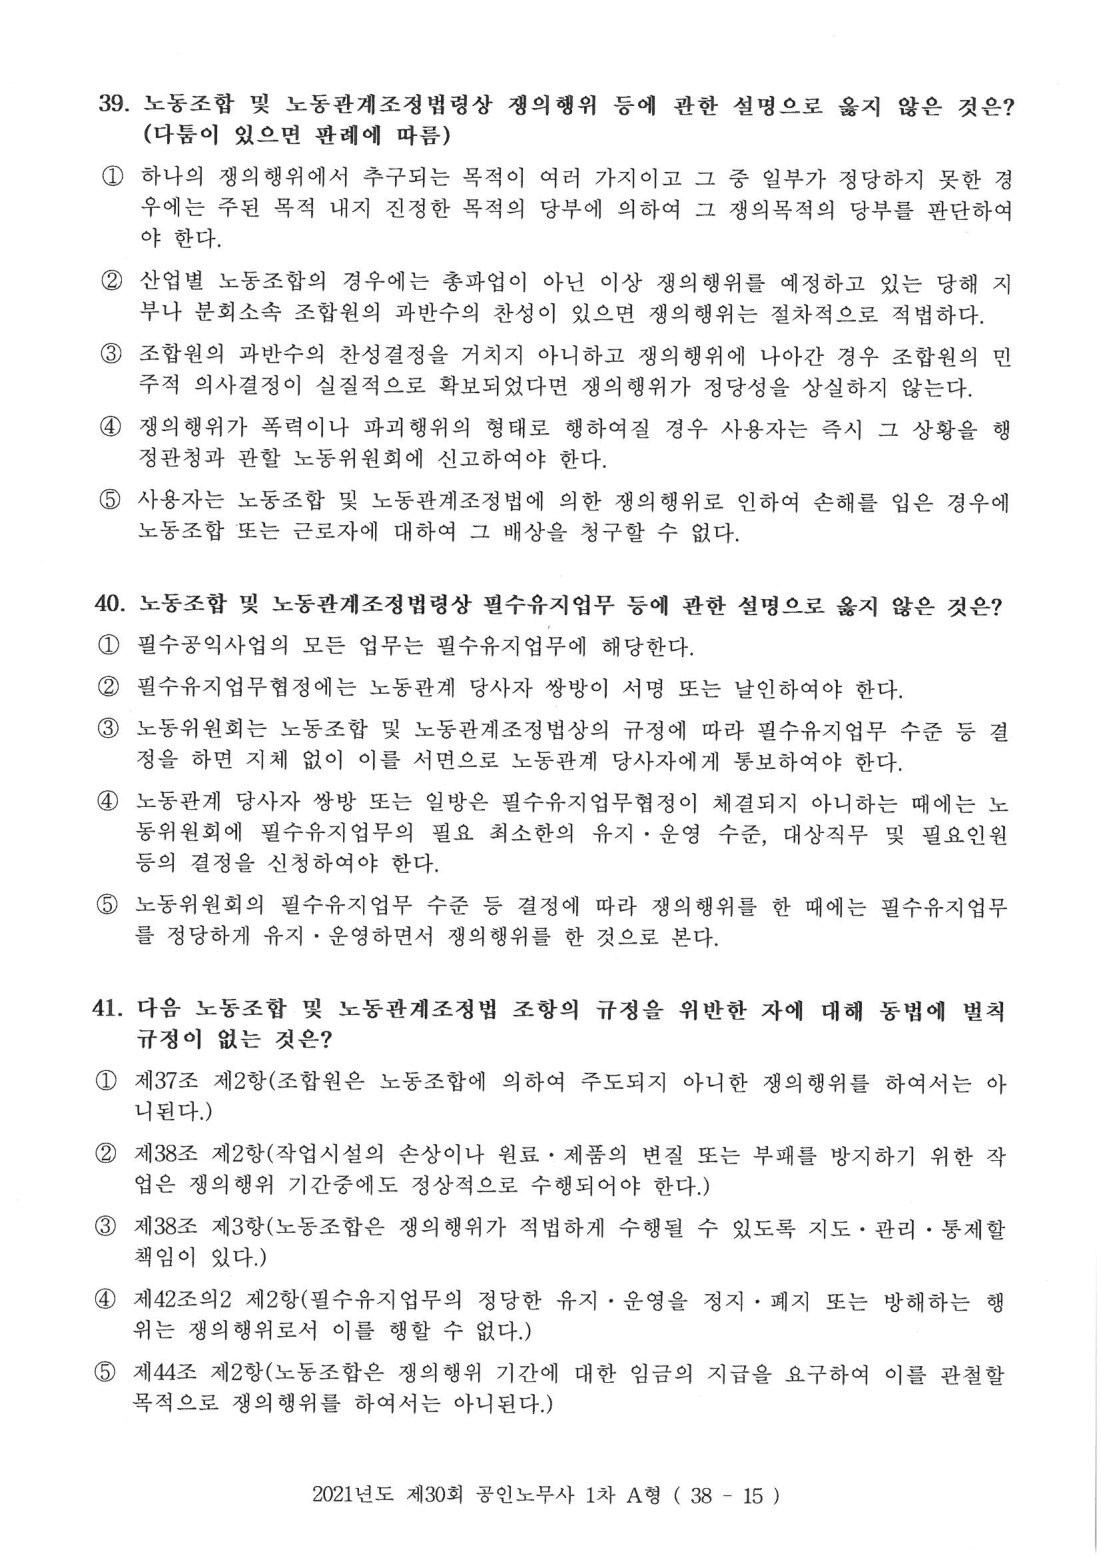 39. 노동조합 및 노동관계조정법령상 쟁의행위 등에 관한 설명으로 옳지 않은 것은?
(다툼이 있으면 판례에 따름)
① 하나의 쟁의행위에서 추구되는 목적이 여러 가지이고 그 중 일부가 정당하지 못한 경
우에는 주된 목적 내지 진정한 목적의 당부에 의하여 그 쟁의목적의 당부를 판단하여
야 한다.
② 산업별 노동조합의 경우에는 총파업이 아닌 이상 쟁의행위를 예정하고 있는 당해 지
부나 분회소속 조합원의 과반수의 찬성이 있으면 쟁의행위는 절차적으로 적법하다.
③ 조합원의 과반수의 찬성결정을 거치지 아니하고 쟁의행위에 나아간 경우 조합원의 민
주적 의사결정이 실질적으로 확보되었다면 쟁의행위가 정당성을 상실하지 않는다.
④ 쟁의행위가 폭력이나 파괴행위의 형태로 행하여질 경우 사용자는 즉시 그 상황을 행
정관청과 관할 노동위원회에 신고하여야 한다.
⑤ 사용자는 노동조합 및 노동관계조정법에 의한 쟁의행위로 인하여 손해를 입은 경우에
노동조합 또는 근로자에 대하여 그 배상을 청구할 수 없다.
40. 노동조합 및 노동관계조정법령상 필수유지업무 등에 관한 설명으로 옳지 않은 것은?
① 필수공익사업의 모든 업무는 필수유지업무에 해당한다.
② 필수유지업무협정에는 노동관계 당사자 쌍방이 서명 또는 날인하여야 한다.
③ 노동위원회는 노동조합 및 노동관계조정법상의 규정에 따라 필수유지업무 수준 등 결
정을 하면 지체 없이 이를 서면으로 노동관계 당사자에게 통보하여야 한다.
④ 노동관계 당사자 쌍방 또는 일방은 필수유지업무협정이 체결되지 아니하는 때에는 노
동위원회에 필수유지업무의 필요 최소한의 유지·운영 수준, 대상직무 및 필요인원
등의 결정을 신청하여야 한다.
⑤ 노동위원회의 필수유지업무 수준 등 결정에 따라 쟁의행위를 한 때에는 필수유지업무
를 정당하게 유지·운영하면서 쟁의행위를 한 것으로 본다.
41. 다음 노동조합 및 노동관계조정법 조항의 규정을 위반한 자에 대해 동법에 벌칙
규정이 없는 것은?
① 제37조 제2항(조합원은 노동조합에 의하여 주도되지 아니한 쟁의행위를 하여서는 아
니된다.)
② 제38조 제2항(작업시설의 손상이나 원료·제품의 변질 또는 부패를 방지하기 위한 작
업은 쟁의행위 기간중에도 정상적으로 수행되어야 한다.)
③ 제38조 제3항(노동조합은 쟁의행위가 적법하게 수행될 수 있도록 지도·관리·통제할
책임이 있다.)
④ 제42조의2 제2항(필수유지업무의 정당한 유지·운영을 정지·폐지 또는 방해하는 행
위는 쟁의행위로서 이를 행할 수 없다.)
⑤ 제44조 제2항(노동조합은 쟁의행위 기간에 대한 임금의 지급을 요구하여 이를 관철할
목적으로 쟁의행위를 하여서는 아니된다.)
2021년도 제30회 공인노무사 1차 A형 ( 38 - 15 )